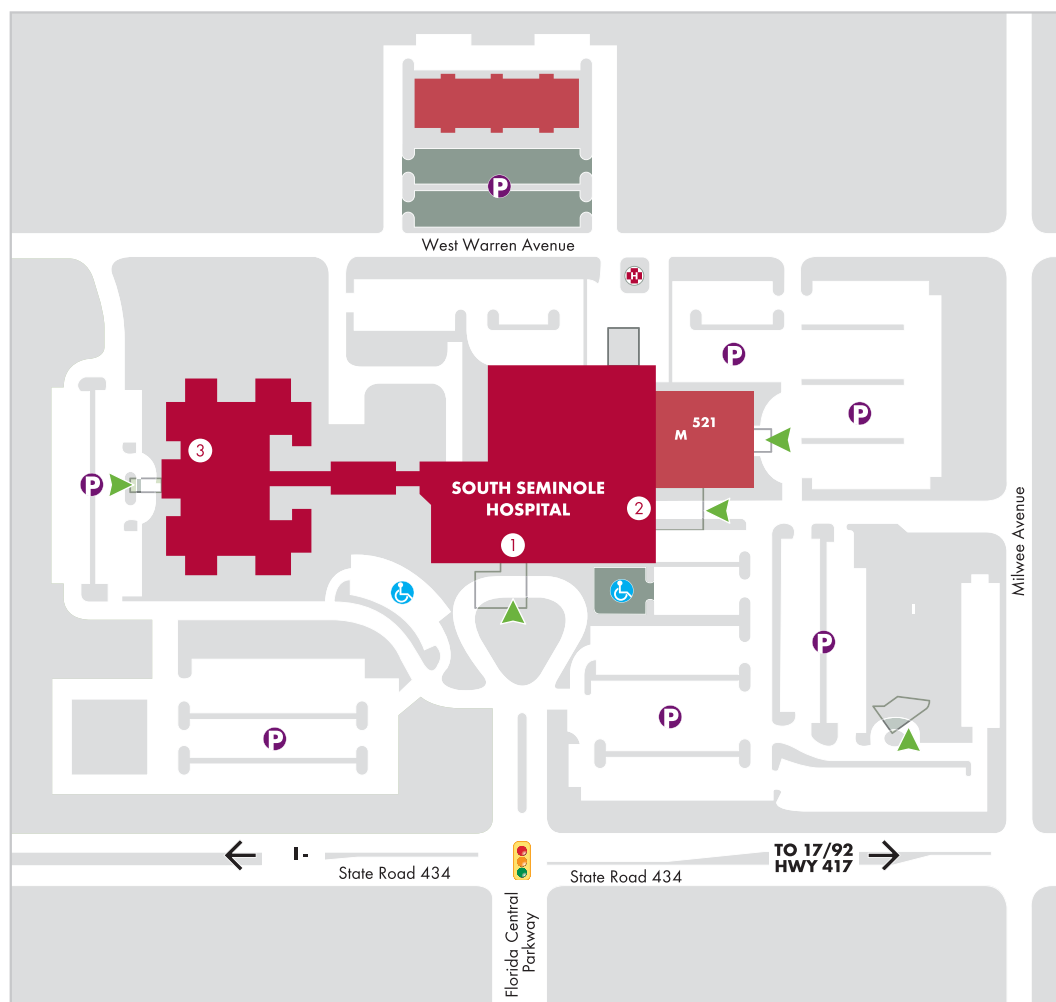 P
West Warren Avenue
H
P
P
521
M
3
P
SOUTH SEMINOLE
HOSPITAL
2
1
Milwee Avenue
P
P
P
I -
TO 17/92
HWY 417
State Road 434
State Road 434
Florida Central
Parkway